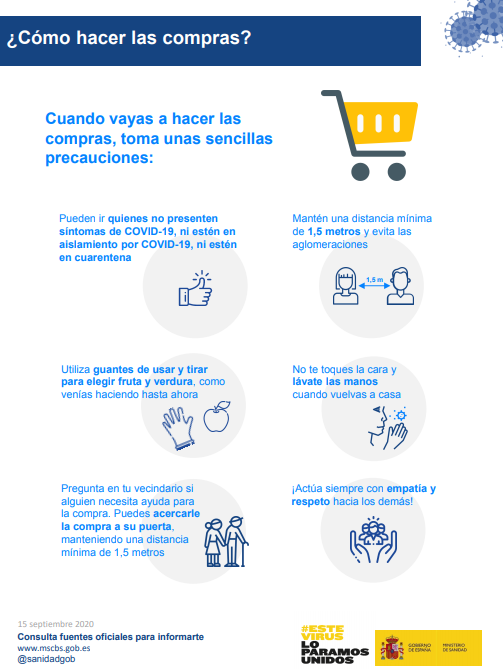 ¿Cómo hacer las compras?
Cuando vayas a hacer las
compras, toma unas sencillas
precauciones:
Pueden ir quienes no presenten
síntomas de COVID-19, ni estén en
aislamiento por COVID-19, ni estén
en cuarentena
Mantén una distancia mínima
de 1,5 metros y evita las
aglomeraciones
1,5 m
Utiliza guantes de usar y tirar
para elegir fruta y verdura, como
venías haciendo hasta ahora
No te toques la cara y
lávate las manos
cuando vuelvas a casa
Pregunta en tu vecindario si
alguien necesita ayuda para
la compra. Puedes acercarle
la compra a su puerta,
manteniendo una distancia
mínima de 1,5 metros
¡Actúa siempre con empatía y
respeto hacia los demás!
15 septiembre 2020
Consulta fuentes oficiales para informarte
www.mscbs.gob.es
@sanidadgob
#ESTE
VIRUS
LO
PARAMOS
UNIDOS
GOBIERNO
DE ESPAÑA
MINISTERIO
DE SANIDAD